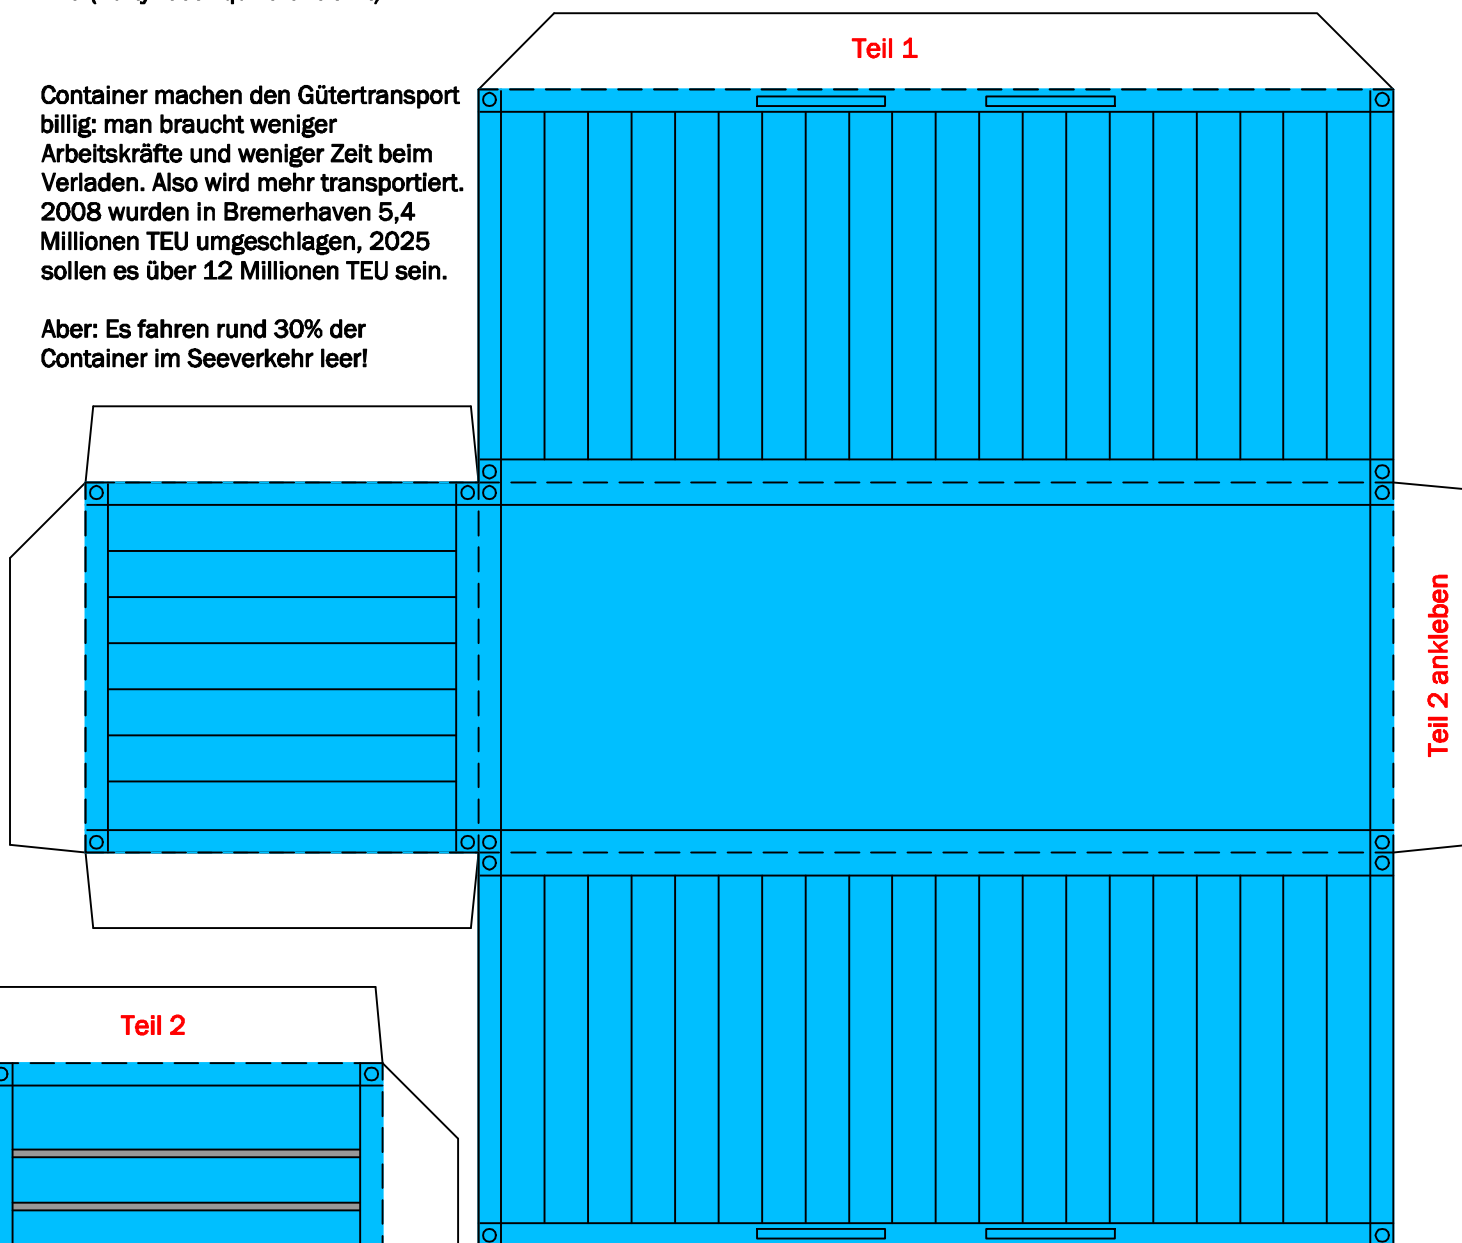 Teil 1
Container machen den Gütertransport
billig: man braucht weniger
Arbeitskräfte und weniger Zeit beim
Verladen. Also wird mehr transportiert.
2008 wurden in Bremerhaven 5,4
Millionen TEU umgeschlagen, 2025
sollen es über 12 Millionen TEU sein.
Aber: Es fahren rund 30% der
Container im Seeverkehr leer!
Teil 2 ankleben
Teil 2